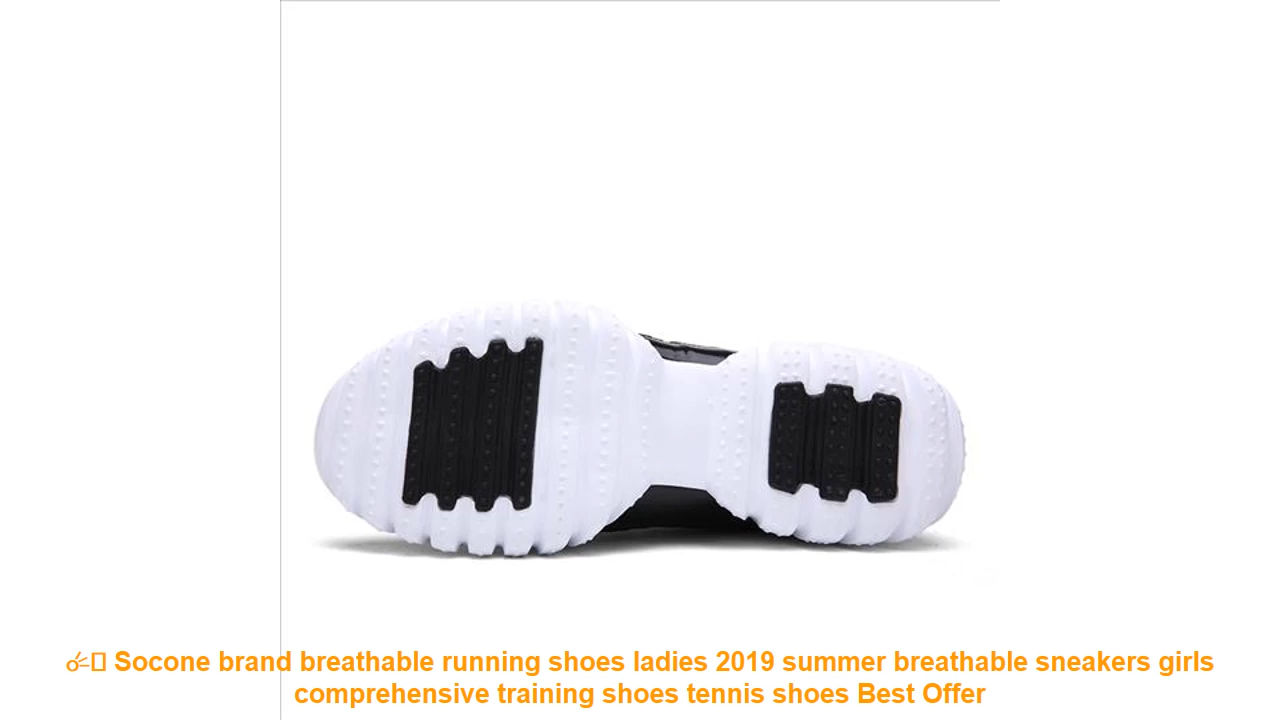 Socone brand breathable running shoes ladies 2019 summer breathable sneakers girls
comprehensive training shoes tennis shoes Best Offer